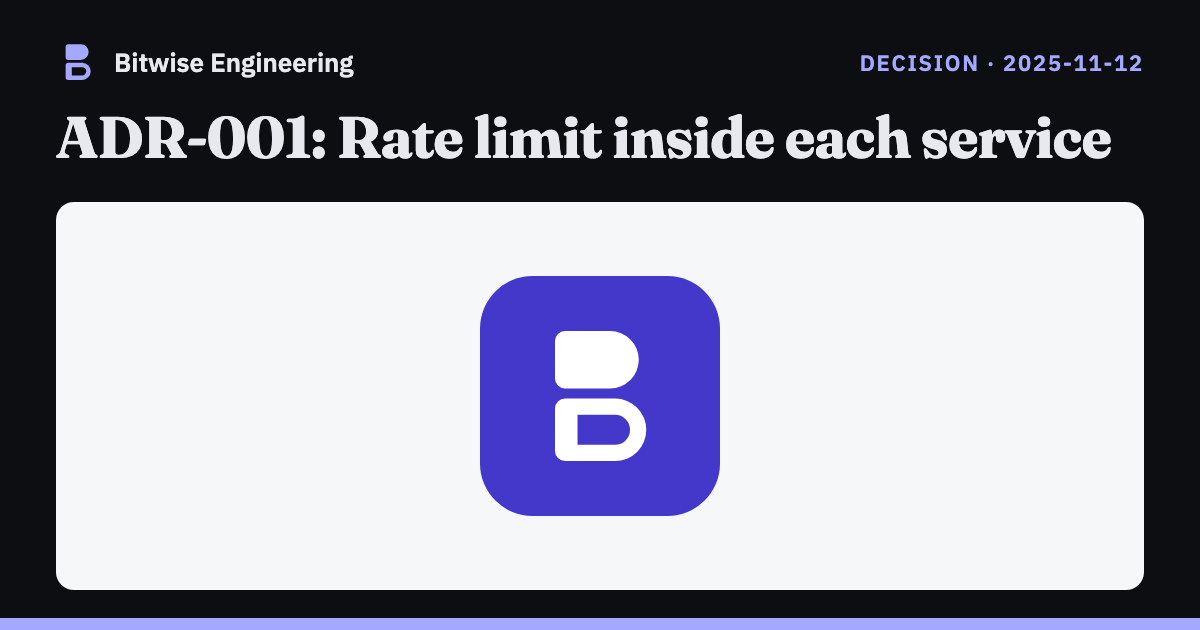 Bitwise Engineering
DECISION · 2025-11-12
ADR-001: Rate limit inside each service
B